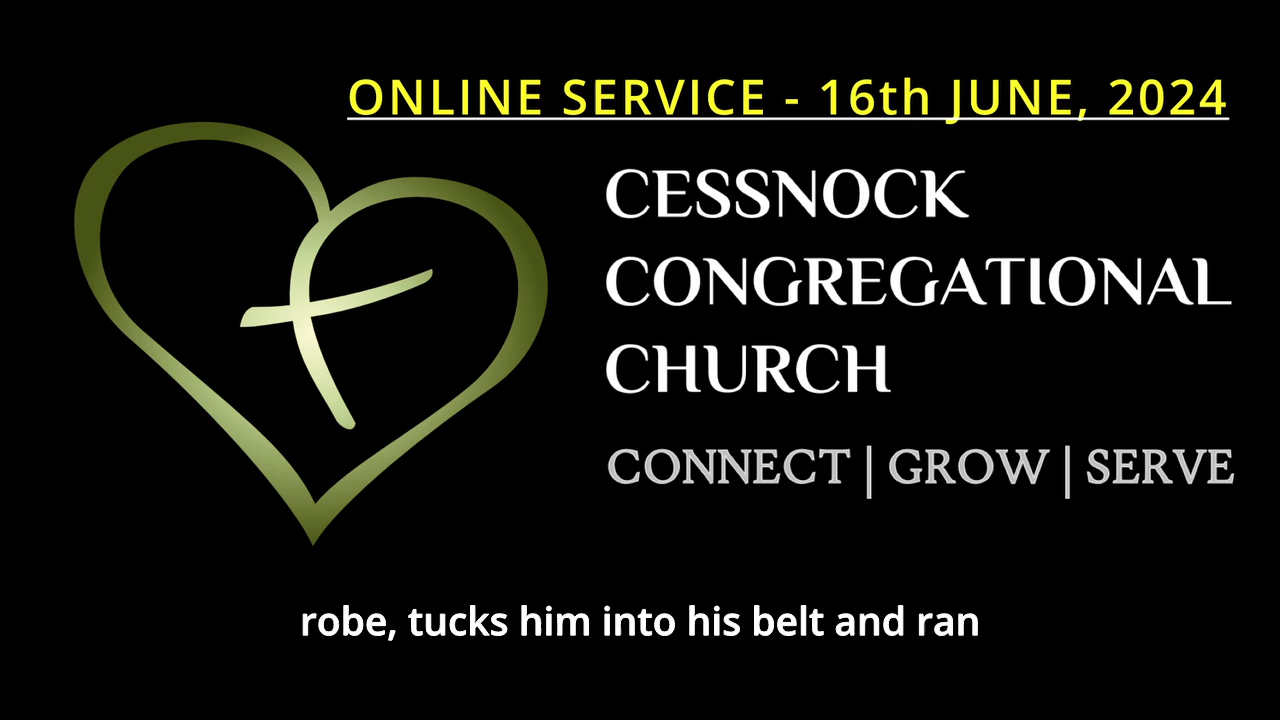 ONLINE SERVICE - 16th JUNE, 2024
CESSNOCK
CONGREGATIONAL
CHURCH
CONNECT | GROW | SERVE
robe, tucks him into his belt and ran